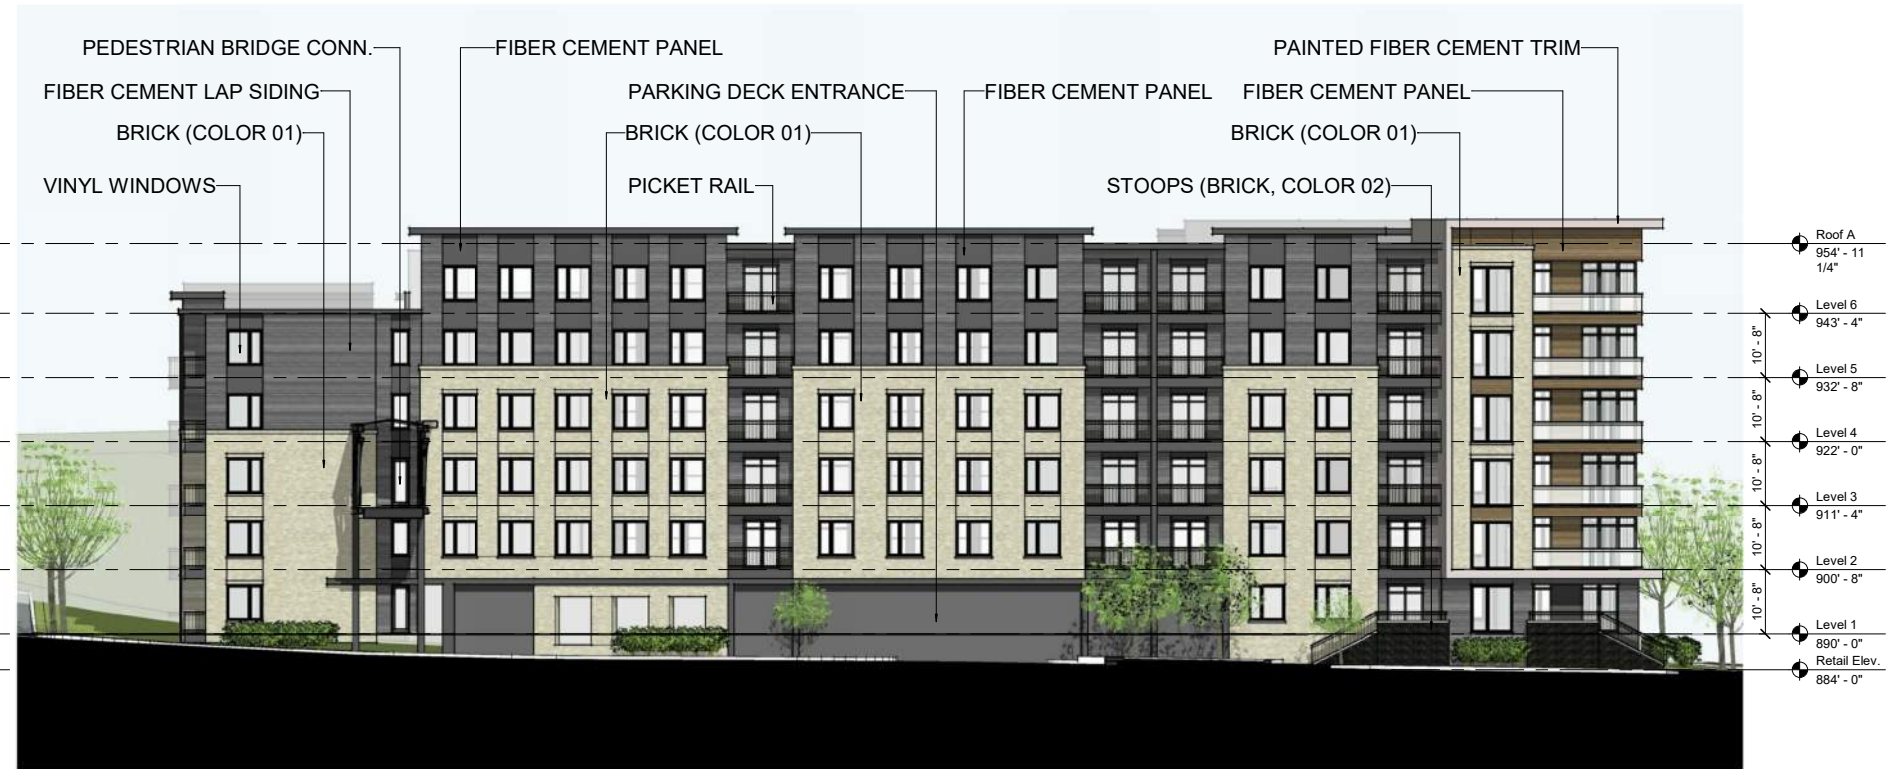 PEDESTRIAN BRIDGE CONN.
FIBER CEMENT PANEL
PAINTED FIBER CEMENT TRIM
FIBER CEMENT LAP SIDING
PARKING DECK ENTRANCE
FIBER CEMENT PANEL
FIBER CEMENT PANEL
BRICK (COLOR 01)
BRICK (COLOR 01)
BRICK (COLOR 01)
VINYL WINDOWS
PICKET RAIL
STOOPS (BRICK, COLOR 02)
Roof A
954' - 11
1/4"
Level 6
943' - 4"
10' - 8"
Level 5
932' - 8"
10' - 8"
Level 4
922' - 0"
10' - 8"
Level 3
911' - 4"
10' - 8"
Level 2
900' - 8"
10' - 8"
Level 1
890' - 0"
Retail Elev.
884' - 0"